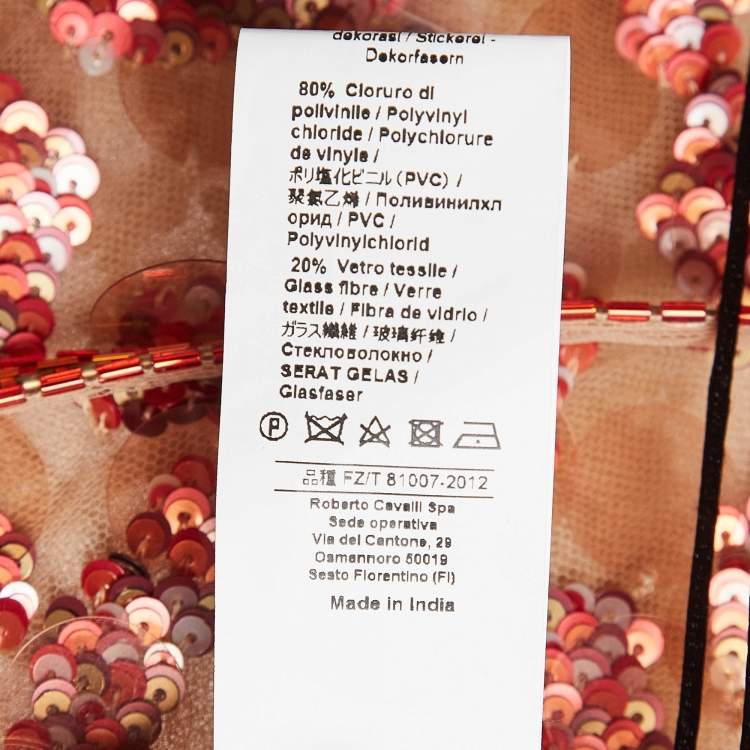 dekorasi / Stickerei -
Dekorfasern
80% Cloruro di
polivinile / Polyvinyl
chloride / Polychlorure
de vinyle /
ポリ塩化ビニル (PVC) /
聚氯乙烯 / Поливинилхл
орид / PVC /
Polyvinylchlorid
20% Vetro tessile /
Glass fibre / Verre
textile / Fibra de vidrio /
ガラス繊維 / 玻璃纤维 /
Стекловолокно /
SERAT GELAS /
Glasfaser
P
品種 FZ/T 81007-2012
Roberto Cavalli Spa
Sede operativa
Via del Cantone, 29
Osmannoro 50019
Sesto Fiorentino (FI)
Made in India